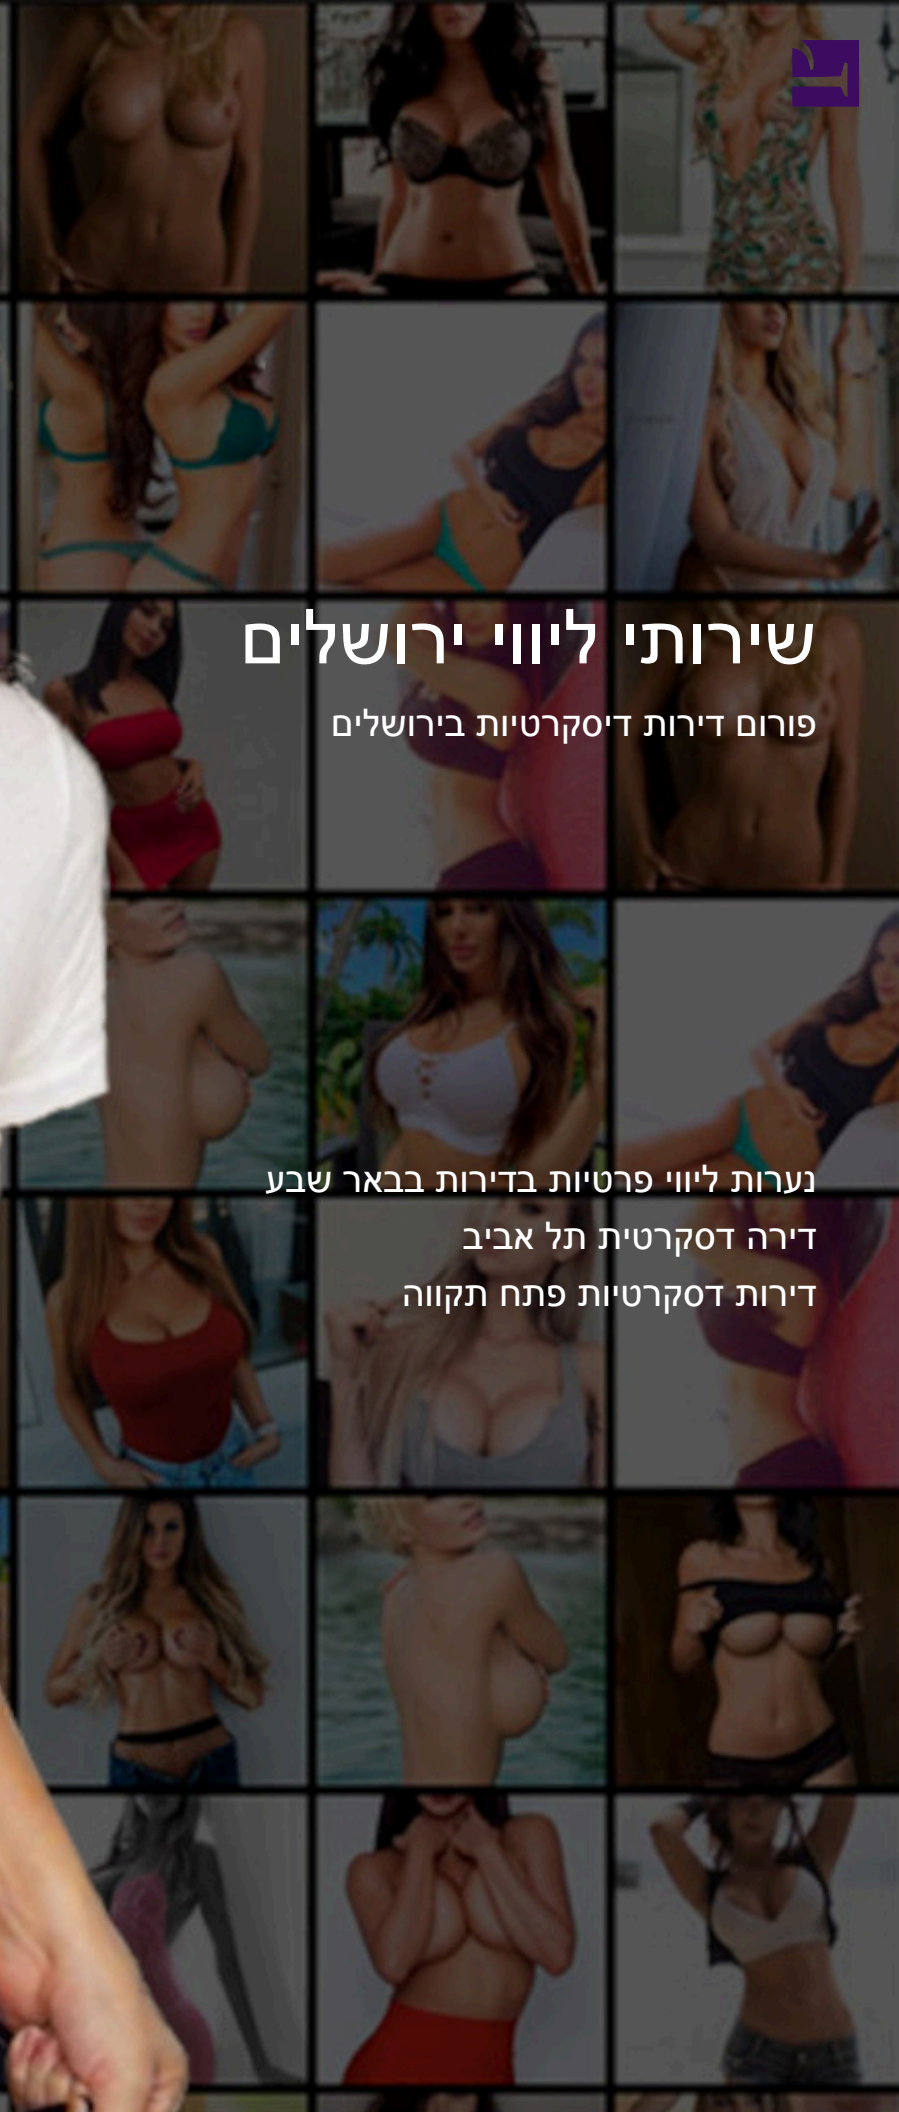 שירותי ליווי ירושלים
פורום דירות דיסקרטיות בירושלים
נערות ליווי פרטיות בדירות בבאר שבע
דירה דסקרטית תל אביב
דירות דסקרטיות פתח תקווה